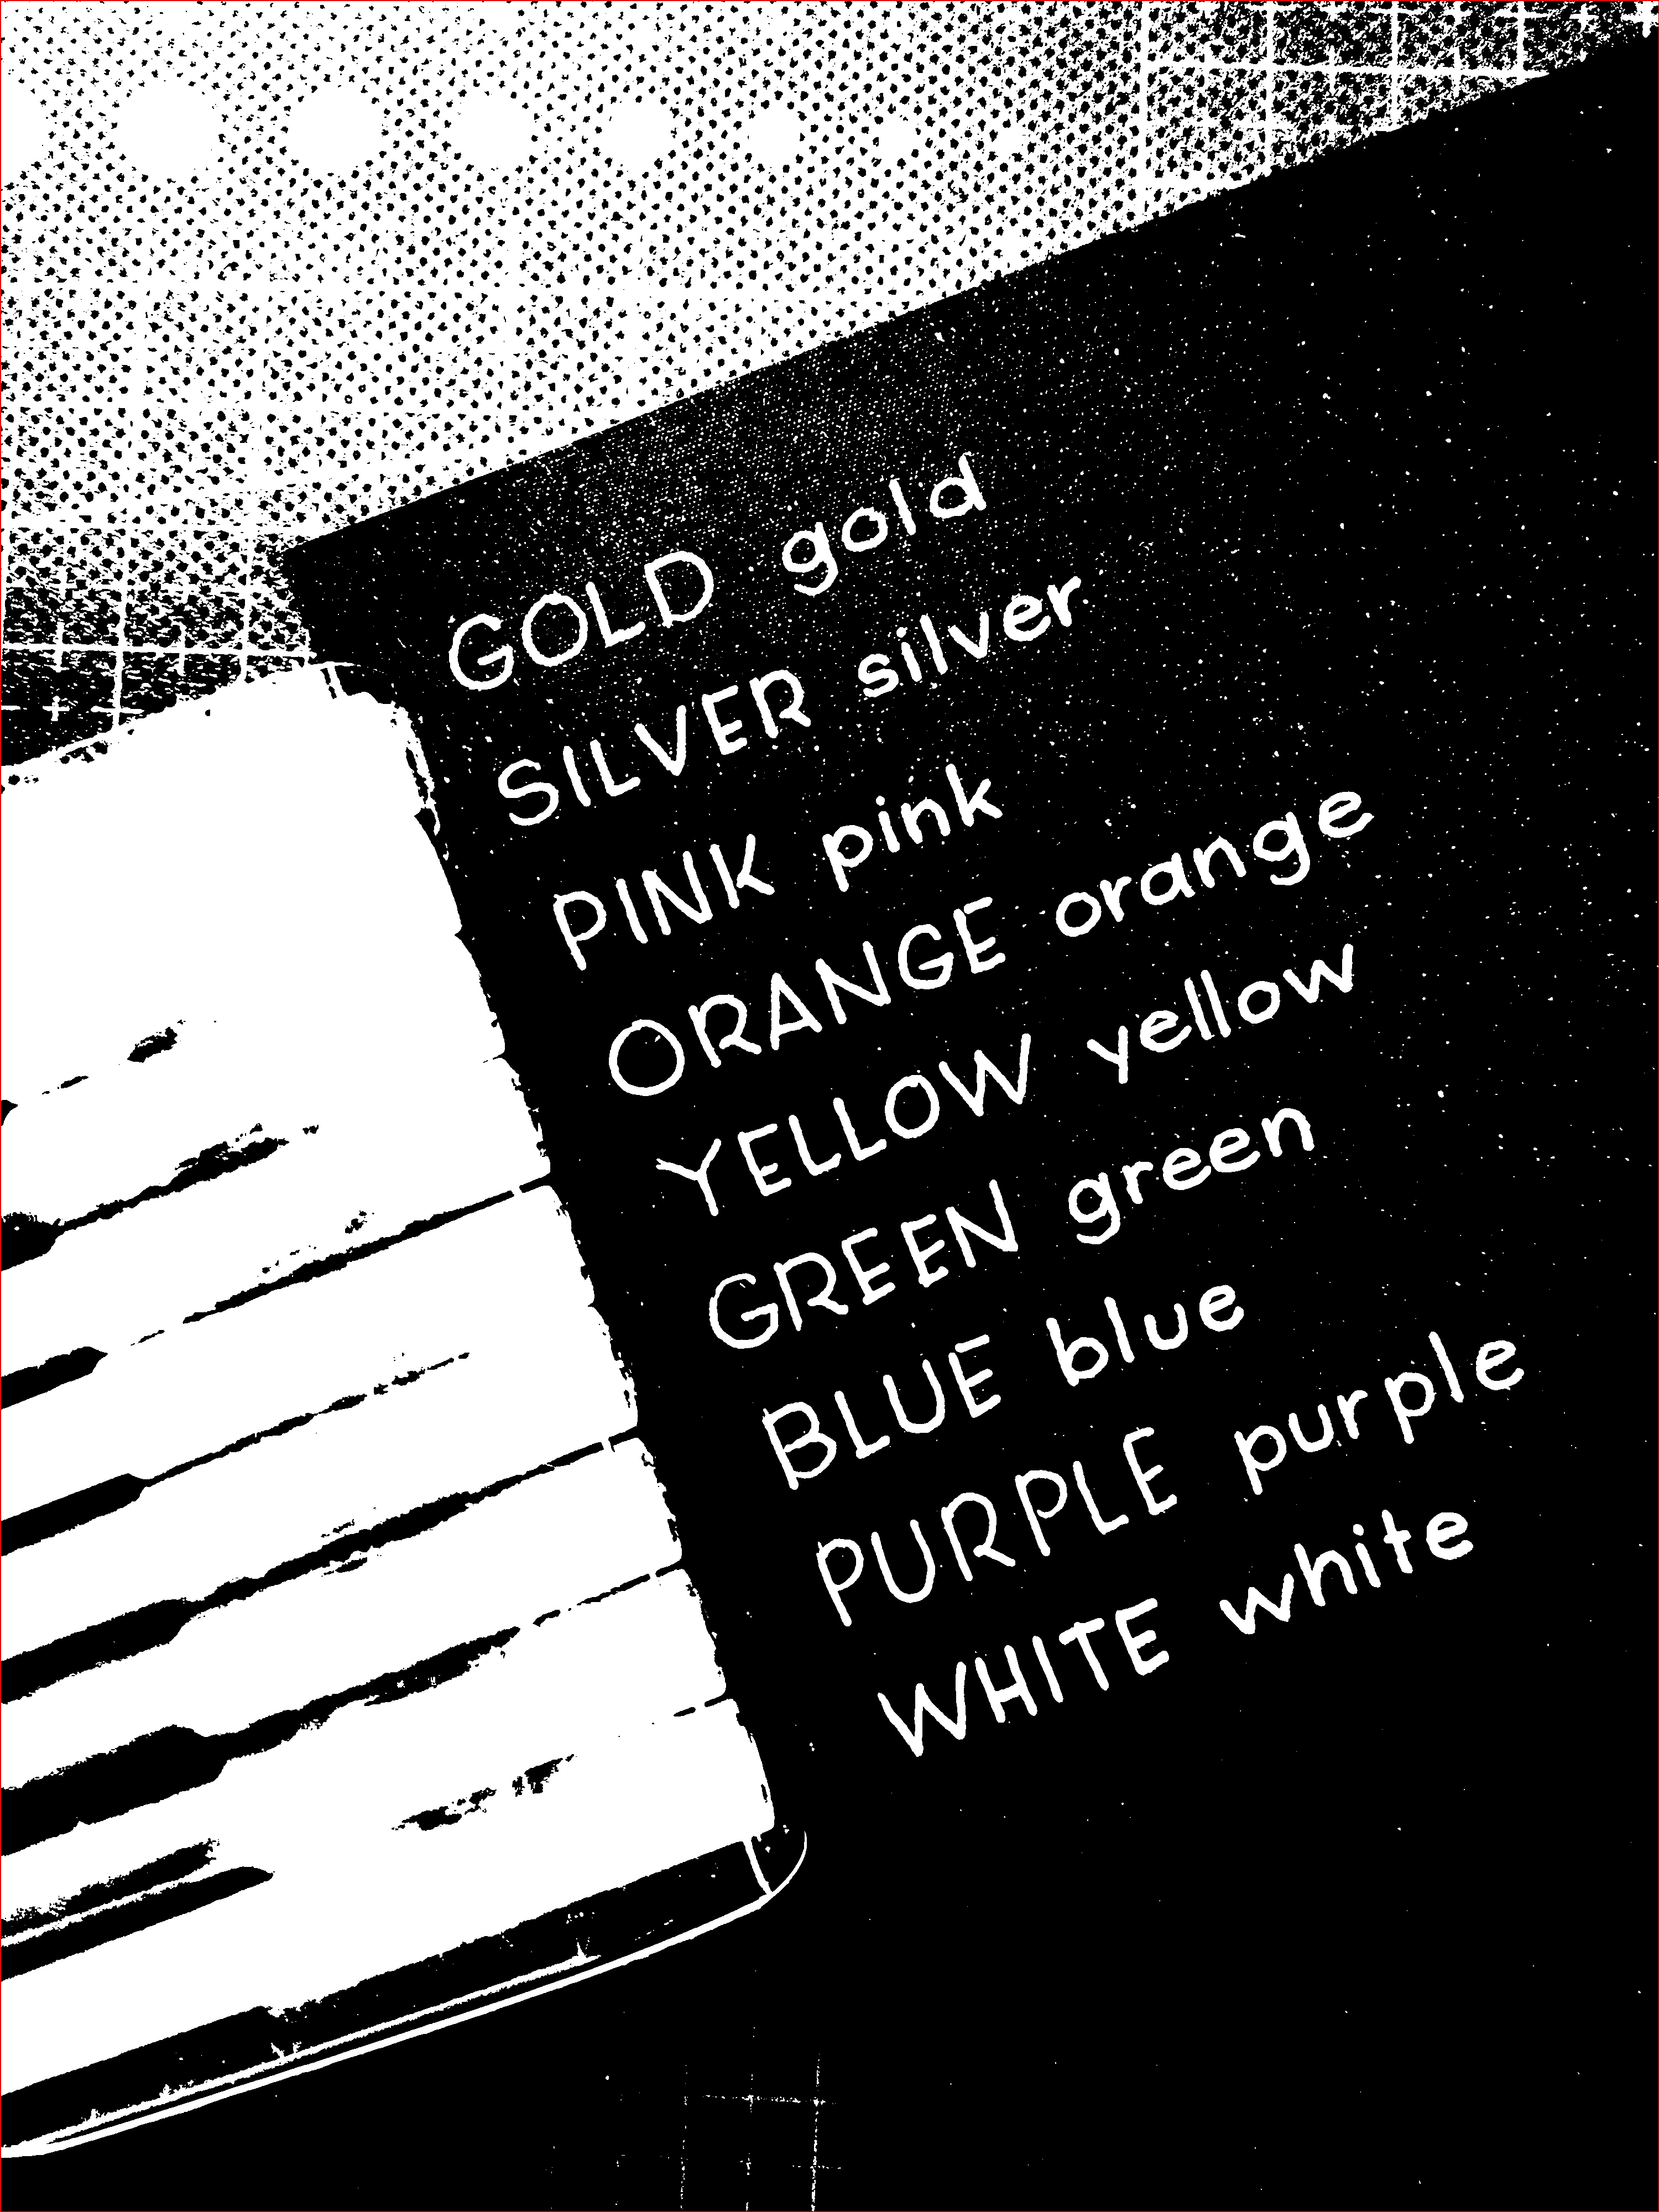 GOLD gold
SILVER silver
PINK pink
ORANGE orange
YELLOW yellow
GREEN green
BLUE blue
PURPLE purple
WHITE white